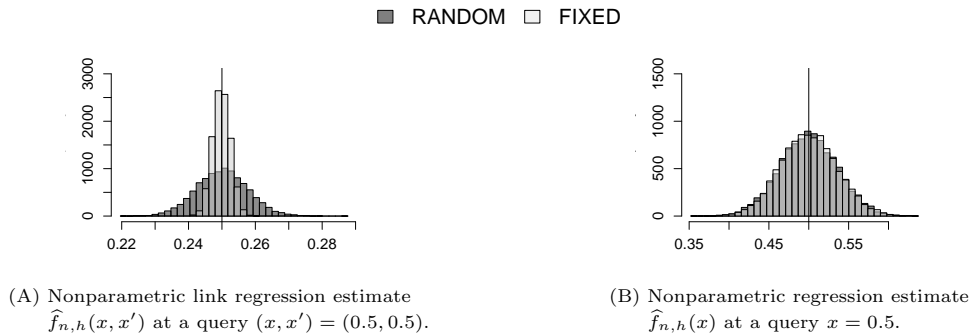 RANDOM FIXED
3000
2000
1000
0
0.22 0.24 0.26 0.28
1500
1000
500
0
0.35 0.45 0.55
(A) Nonparametric link regression estimate
f̂n,h(x, x′) at a query (x, x′) = (0.5, 0.5).
(B) Nonparametric regression estimate
f̂n,h(x) at a query x = 0.5.